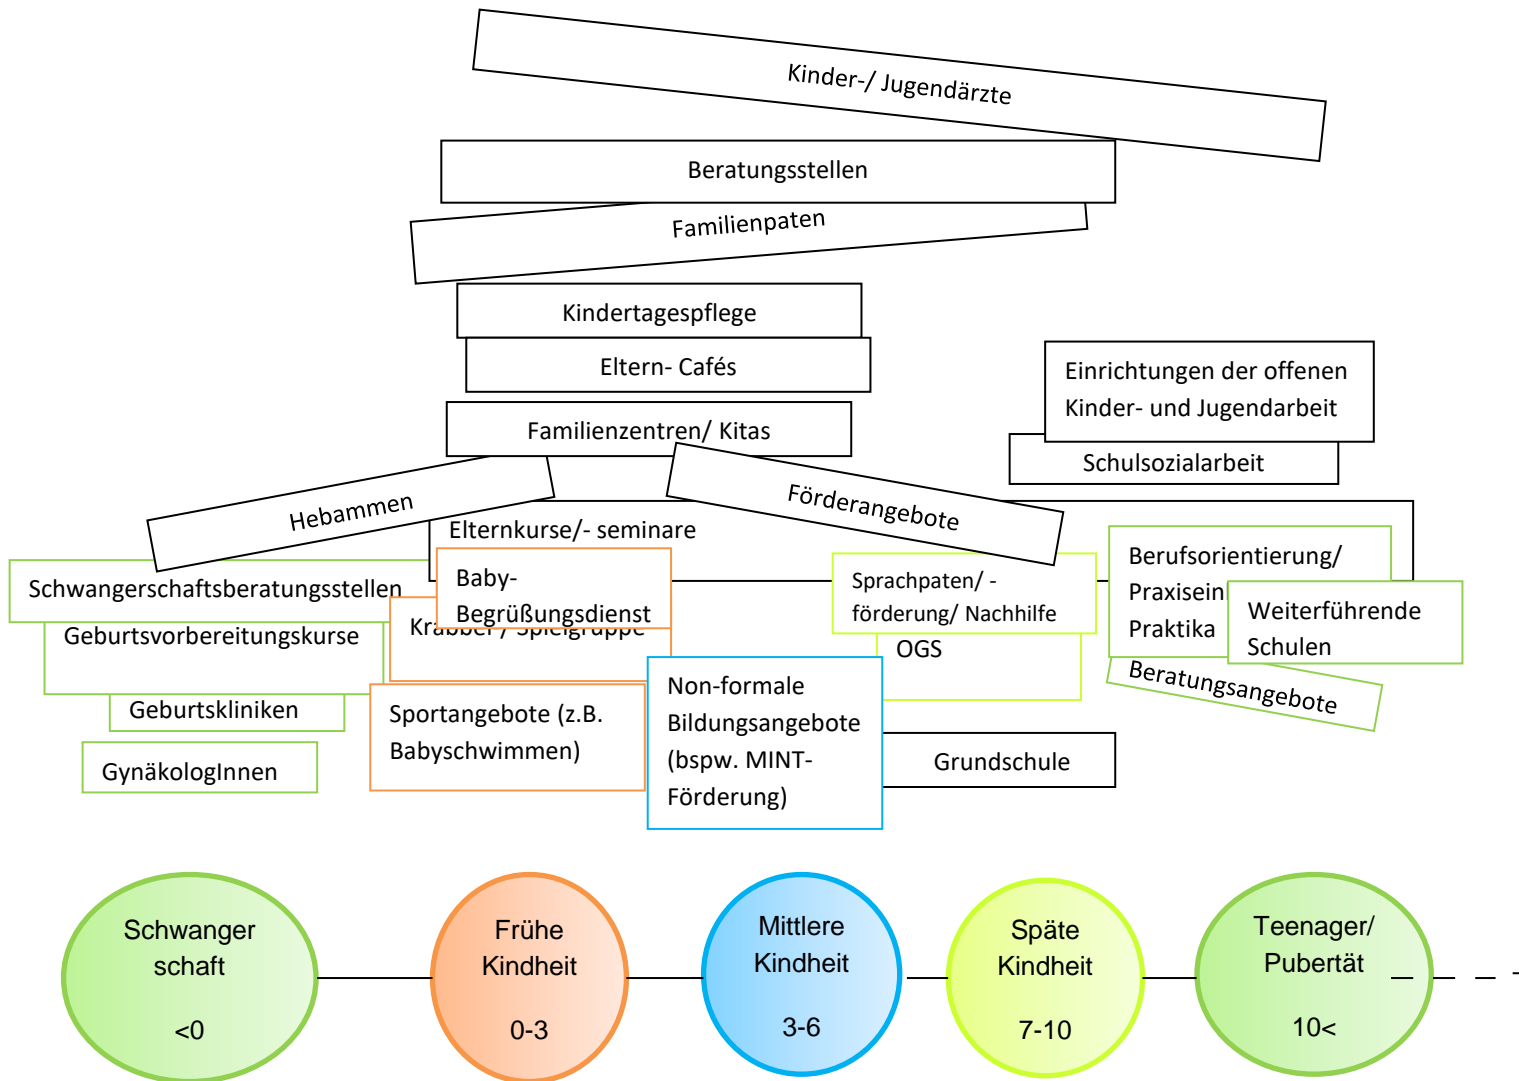 Kinder-/ Jugendärzte
Beratungsstellen
Familienpaten
Kindertagespflege
Eltern- Cafés
Einrichtungen der offenen
Kinder- und Jugendarbeit
Familienzentren/ Kitas
Schulsozialarbeit
Hebammen
Förderangebote
Elternkurse/- seminare
Schwangerschaftsberatungsstellen
Baby-
Begrüßungsdienst
Sprachpaten/ -
förderung/ Nachhilfe
Berufsorientierung/
Praktika
Weiterführende
Schulen
Geburtsvorbereitungskurse
Spielgruppe
OGS
Beratungsangebote
Geburtskliniken
Sportangebote (z.B.
Babyschwimmen)
Non-formale
Bildungsangebote
(bspw. MINT-
Förderung)
GynäkologInnen
Grundschule
Schwanger
schaft
<0
Frühe
Kindheit
0-3
Mittlere
Kindheit
3-6
Späte
Kindheit
7-10
Teenager/
Pubertät
10<